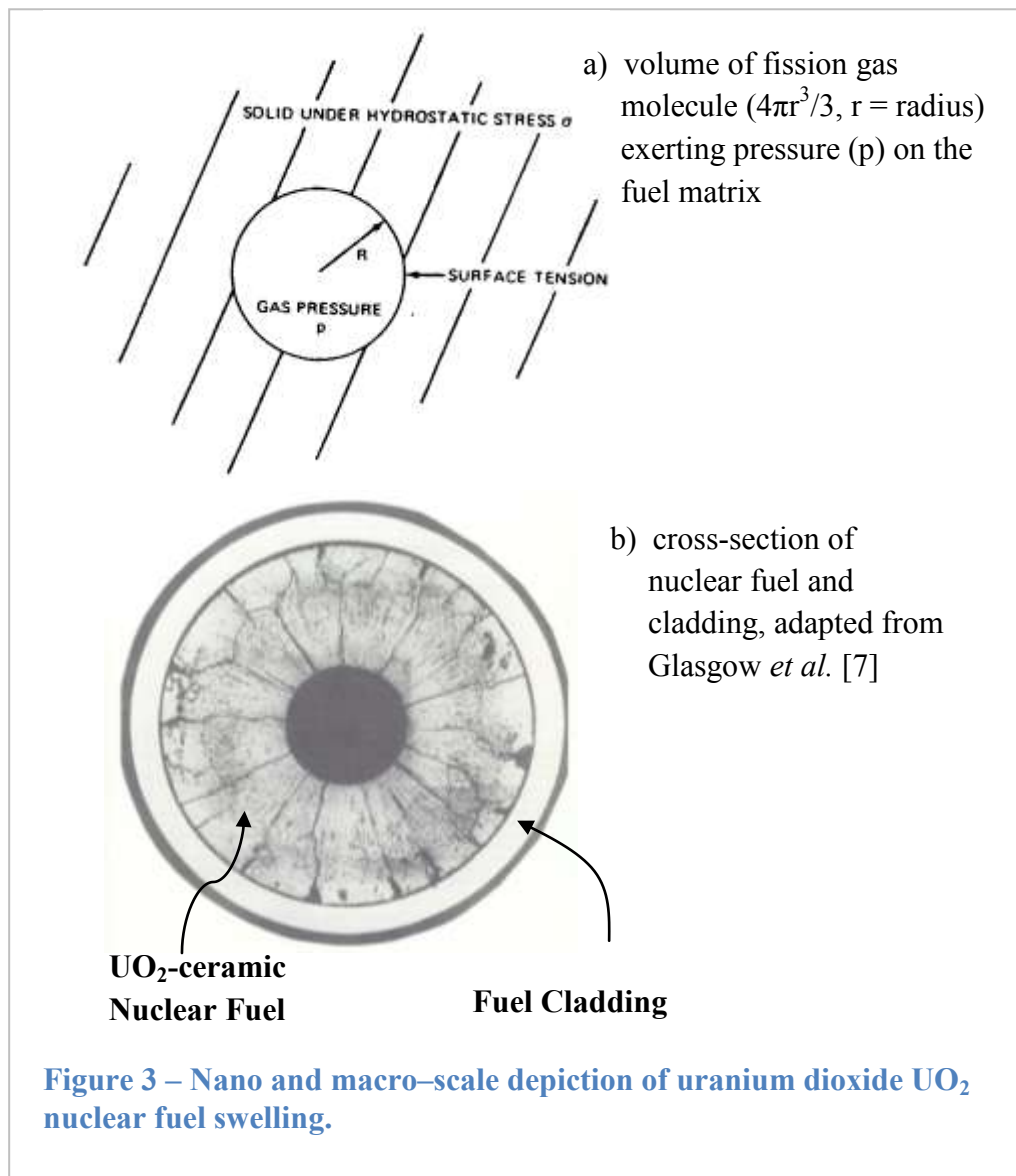 SOLID UNDER HYDROSTATIC STRESS σ
R
SURFACE TENSION
GAS PRESSURE
p
a) volume of fission gas
molecule (4πr³/3, r = radius)
exerting pressure (p) on the
fuel matrix
b) cross-section of
nuclear fuel and
cladding, adapted from
Glasgow et al. [7]
UO₂-ceramic
Nuclear Fuel
Fuel Cladding
Figure 3 – Nano and macro–scale depiction of uranium dioxide UO₂
nuclear fuel swelling.